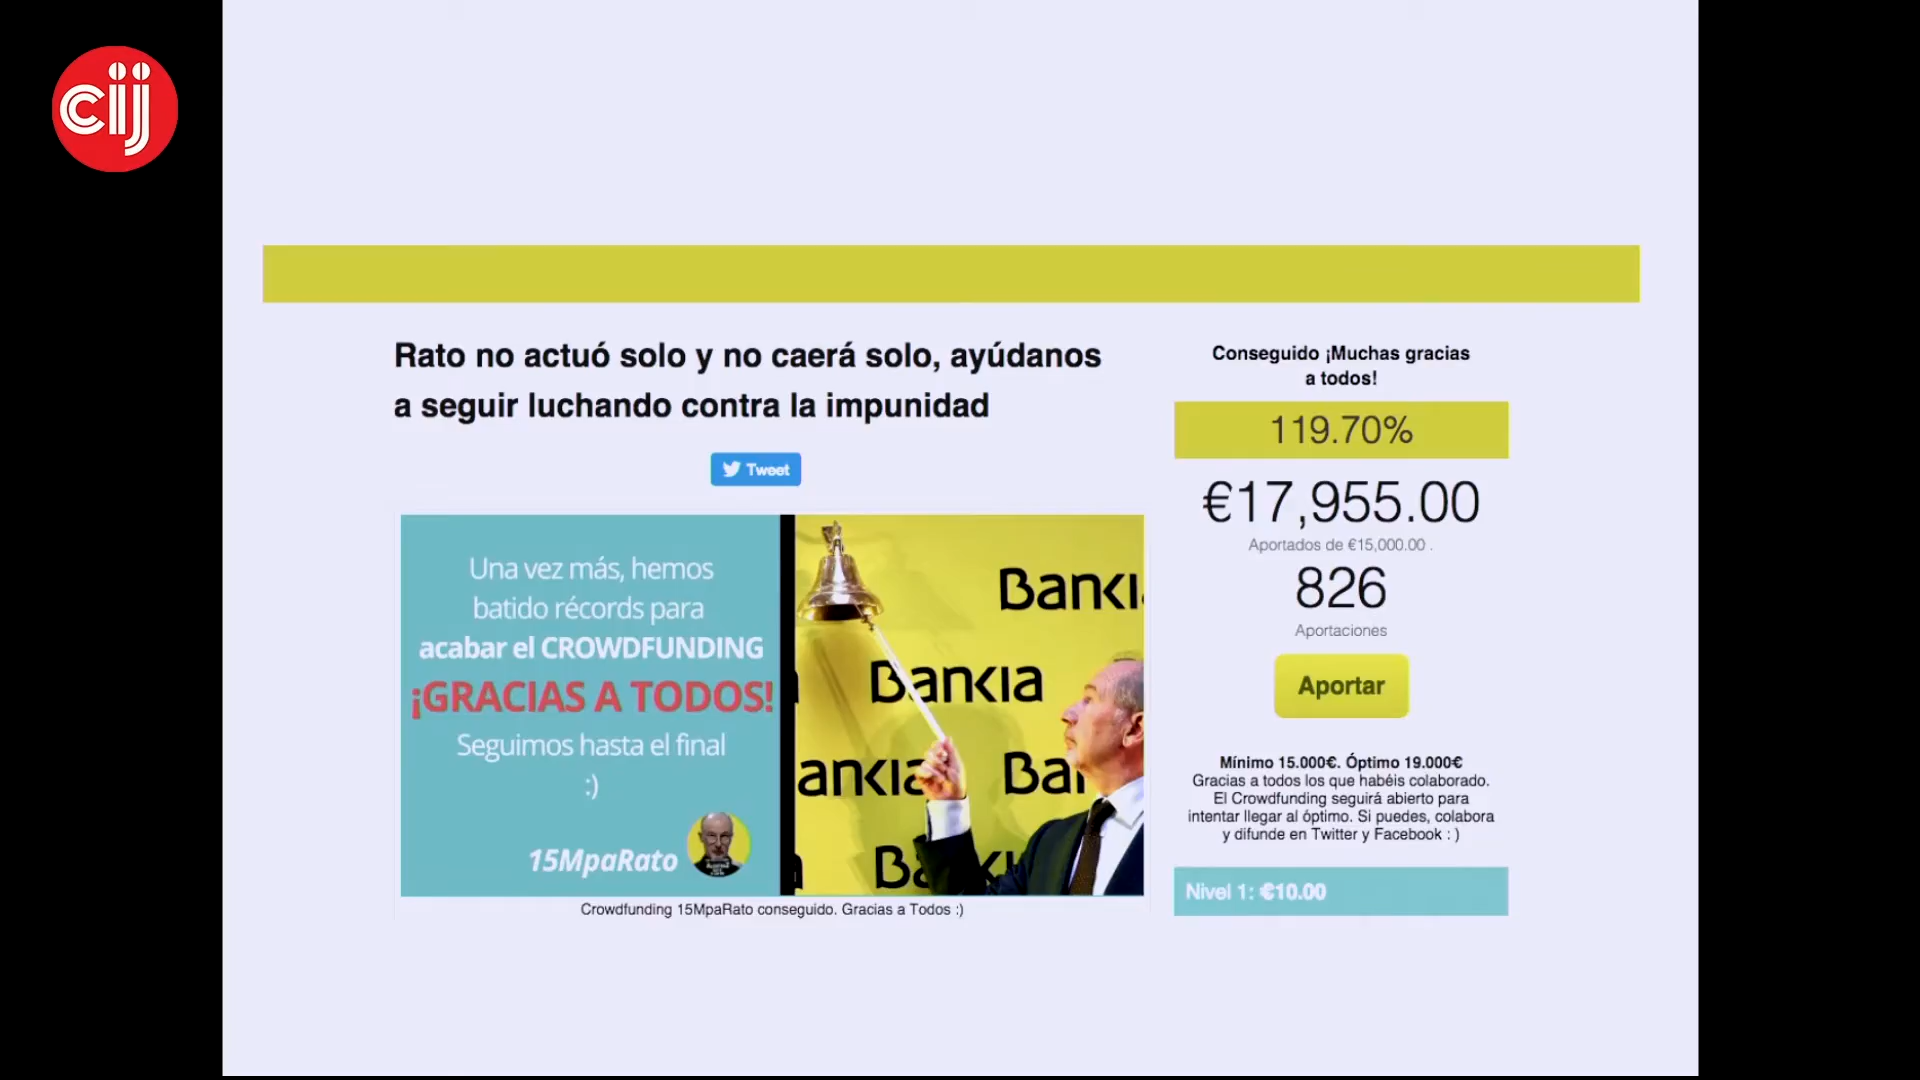 cij
Rato no actuó solo y no caerá solo, ayúdanos
a seguir luchando contra la impunidad
Tweet
Una vez más, hemos
batido récords para
acabar el CROWDFUNDING
¡GRACIAS A TODOS!
Seguimos hasta el final
:)
15MpaRato
Bankia
Bankia
ankia
Crowdfunding 15MpaRato conseguido. Gracias a Todos :)
Conseguido ¡Muchas gracias
a todos!
119.70%
€17,955.00
Aportados de €15,000.00 .
826
Aportaciones
Aportar
Mínimo 15.000€. Óptimo 19.000€
Gracias a todos los que habéis colaborado.
El Crowdfunding seguirá abierto para
intentar llegar al óptimo. Si puedes, colabora
y difunde en Twitter y Facebook : )
Nivel 1: €10.00